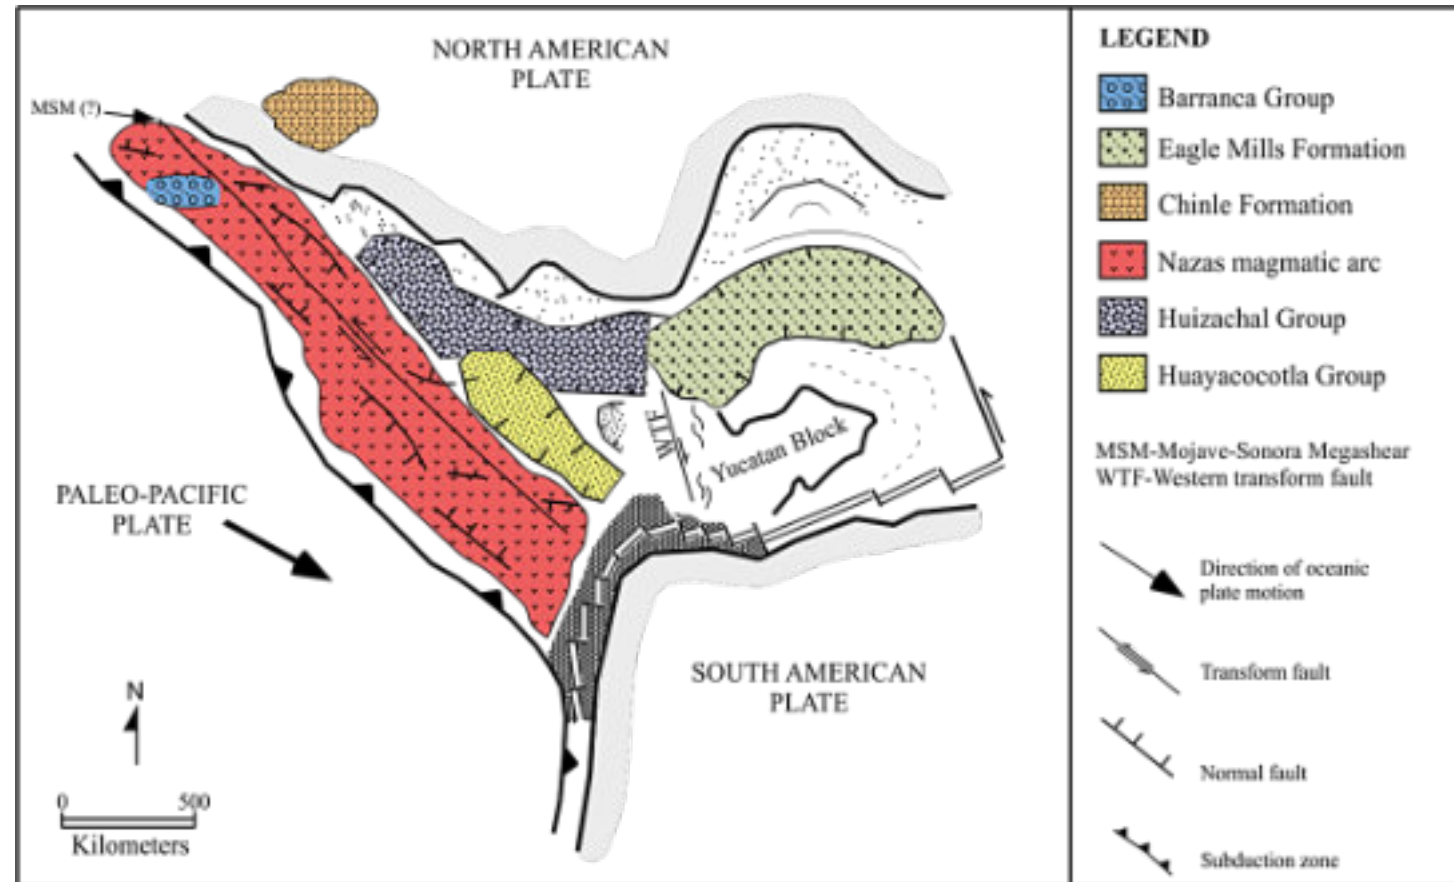 NORTH AMERICAN
PLATE
MSM (?)
WTF
Yucatan Block
PALEO-PACIFIC
PLATE
SOUTH AMERICAN
PLATE
N
0 500
Kilometers
LEGEND
Barranca Group
Eagle Mills Formation
Chinle Formation
Nazas magmatic arc
Huizachal Group
Huayacocotla Group
MSM-Mojave-Sonora Megashear
WTF-Western transform fault
Direction of oceanic
plate motion
Transform fault
Normal fault
Subduction zone